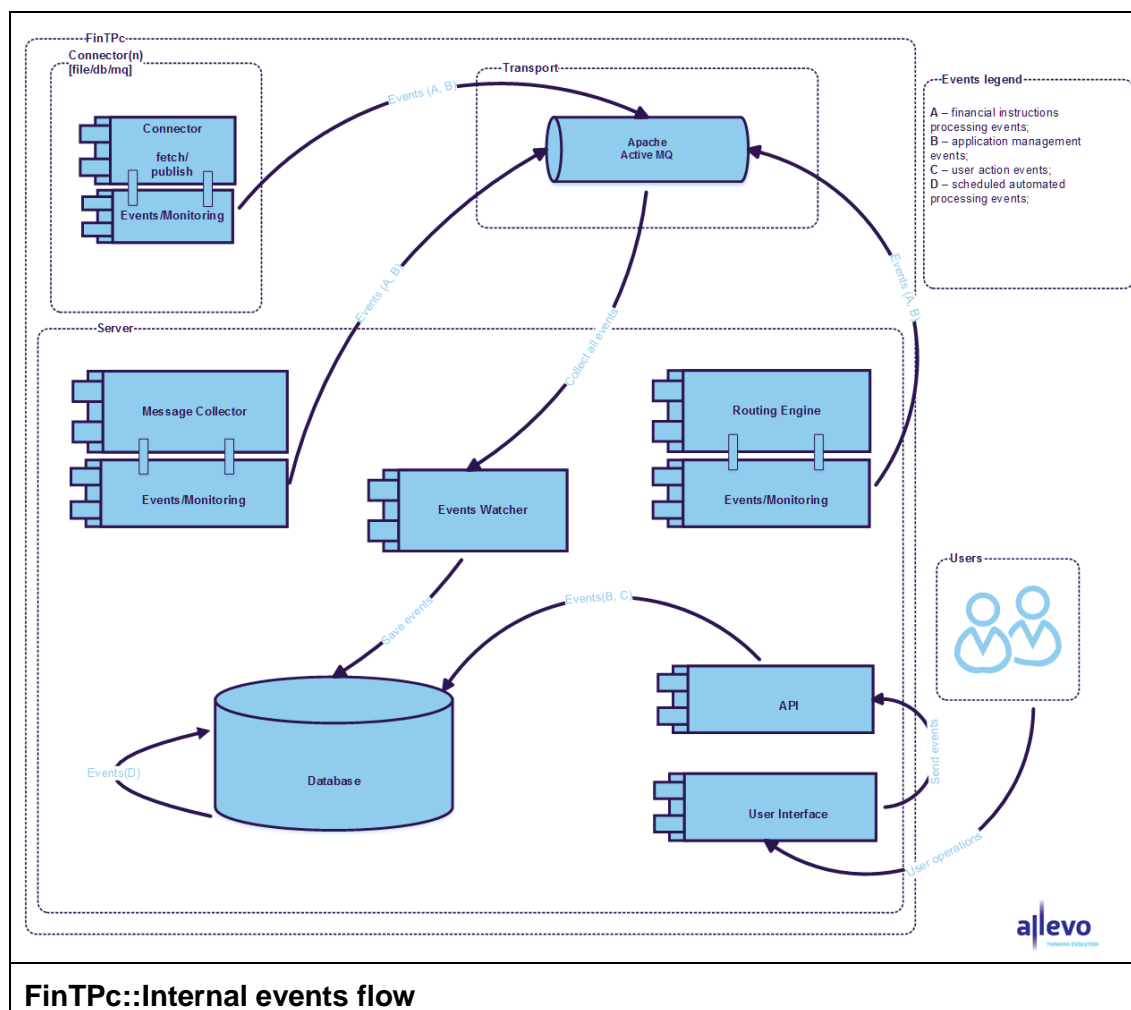 FinTPc
Connector(n)
[file/db/mq]
Connector
fetch/
publish
Events/Monitoring
Events (A, B)
Transport
Apache
Active MQ
Events legend
A – financial instructions
processing events;
B – application management
events;
C – user action events;
D – scheduled automated
processing events;
Events (A, B)
Collect all events
Events (A, B)
Server
Message Collector
Events/Monitoring
Events Watcher
Routing Engine
Events/Monitoring
Users
Save events
Events(B, C)
API
Send events
Events(D)
Database
User Interface
User operations
allevo
THINKING EVOLUTION
FinTPc::Internal events flow